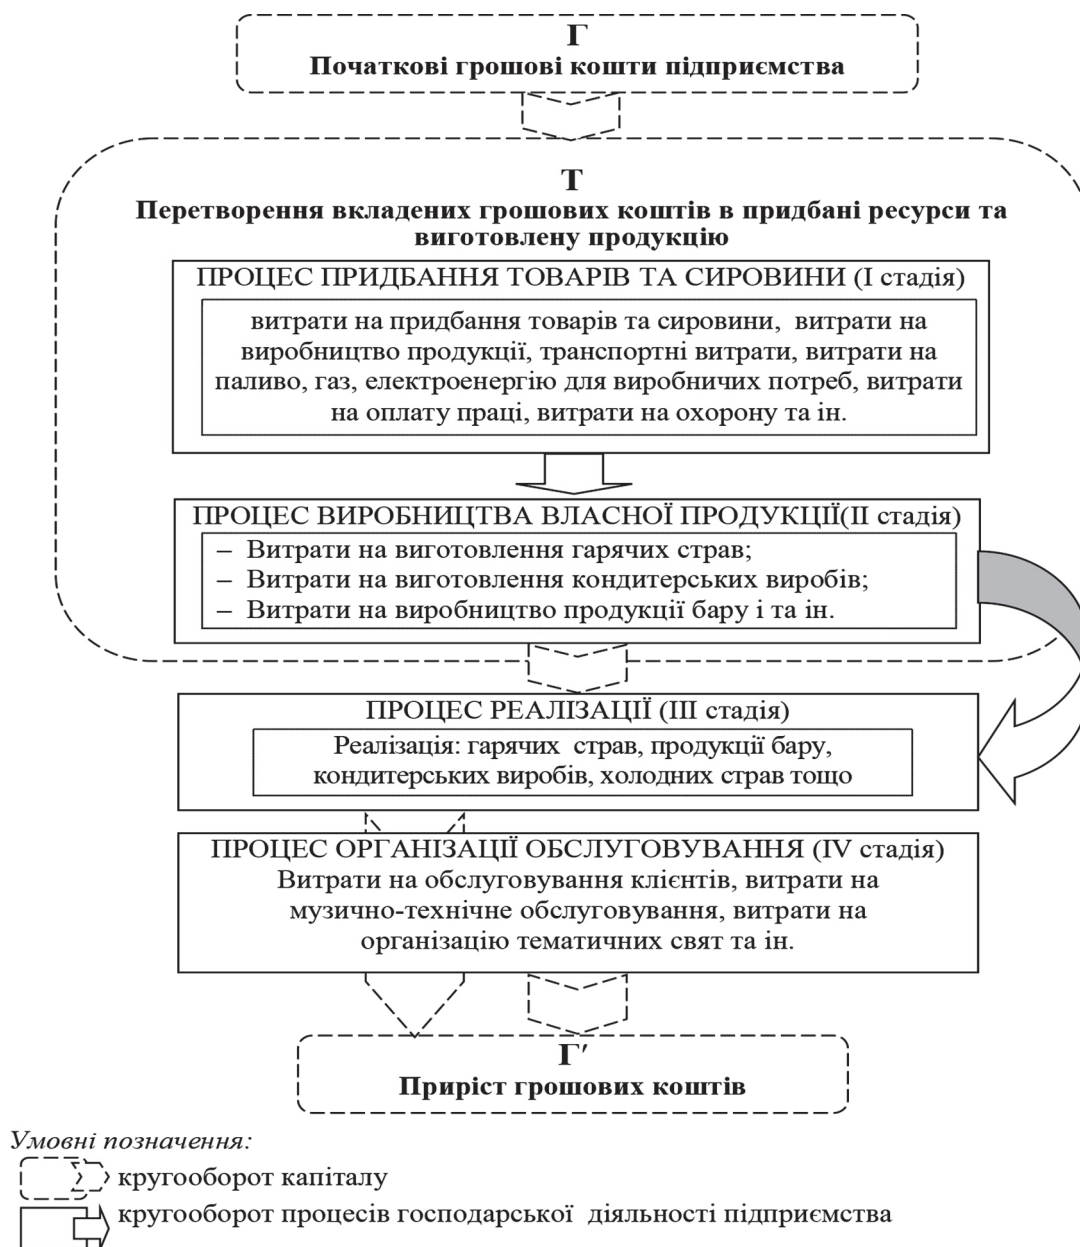 Г
Початкові грошові кошти підприємства
Т
Перетворення вкладених грошових коштів в придбані ресурси та
виготовлену продукцію
ПРОЦЕС ПРИДБАННЯ ТОВАРІВ ТА СИРОВИНИ (І стадія)
витрати на придбання товарів та сировини, витрати на
виробництво продукції, транспортні витрати, витрати на
паливо, газ, електроенергію для виробничих потреб, витрати
на оплату праці, витрати на охорону та ін.
ПРОЦЕС ВИРОБНИЦТВА ВЛАСНОЇ ПРОДУКЦІЇ(ІІ стадія)
– Витрати на виготовлення гарячих страв;
– Витрати на виготовлення кондитерських виробів;
– Витрати на виробництво продукції бару і та ін.
ПРОЦЕС РЕАЛІЗАЦІЇ (ІІІ стадія)
Реалізація: гарячих страв, продукції бару,
кондитерських виробів, холодних страв тощо
ПРОЦЕС ОРГАНІЗАЦІЇ ОБСЛУГОВУВАННЯ (IV стадія)
Витрати на обслуговування клієнтів, витрати на
музично-технічне обслуговування, витрати на
організацію тематичних свят та ін.
Г′
Приріст грошових коштів
Умовні позначення:
кругооборот капіталу
кругооборот процесів господарської діяльності підприємства